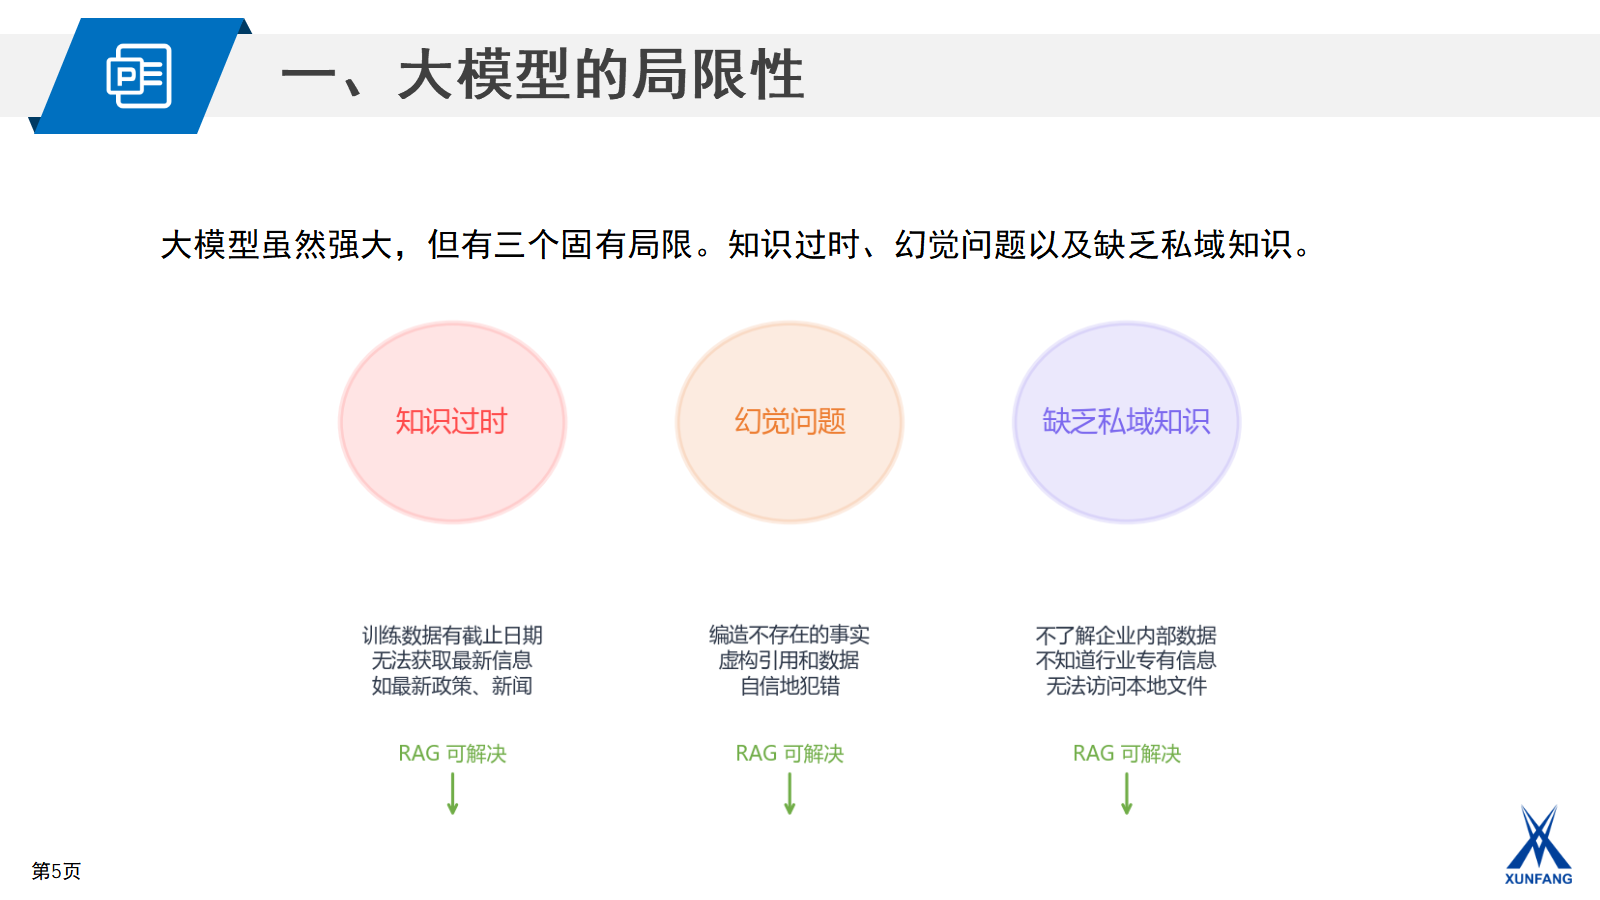 一、大模型的局限性
大模型虽然强大，但有三个固有局限。知识过时、幻觉问题以及缺乏私域知识。
知识过时
幻觉问题
缺乏私域知识
训练数据有截止日期
无法获取最新信息
如最新政策、新闻
编造不存在的事实
虚构引用和数据
自信地犯错
不了解企业内部数据
不知道行业专有信息
无法访问本地文件
RAG 可解决
RAG 可解决
RAG 可解决
第5页
XUNFANG